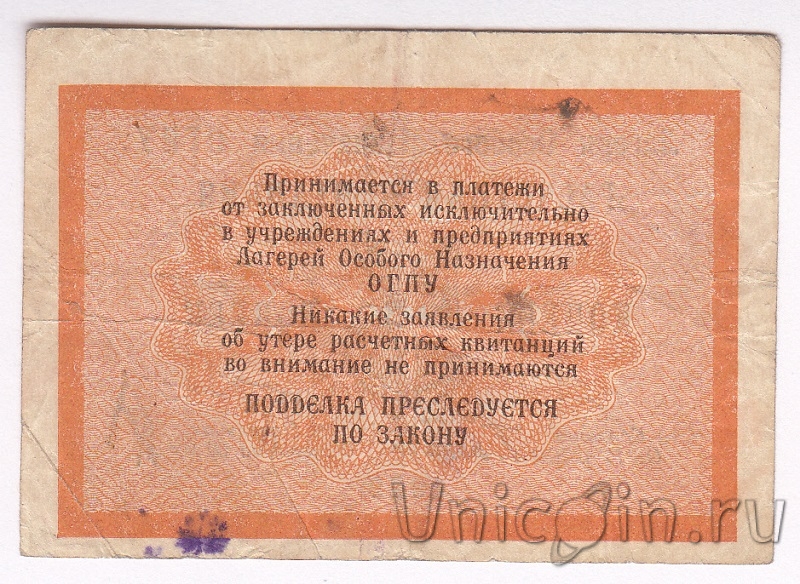 Принимается в платежи
от заключенных исключительно
в учреждениях и предприятиях
Лагерей Особого Назначения
ОГПУ
Никакие заявления
об утере расчетных квитанций
во внимание не принимаются
ПОДДЕЛКА ПРЕСЛЕДУЕТСЯ
ПО ЗАКОНУ
Unicoin.ru